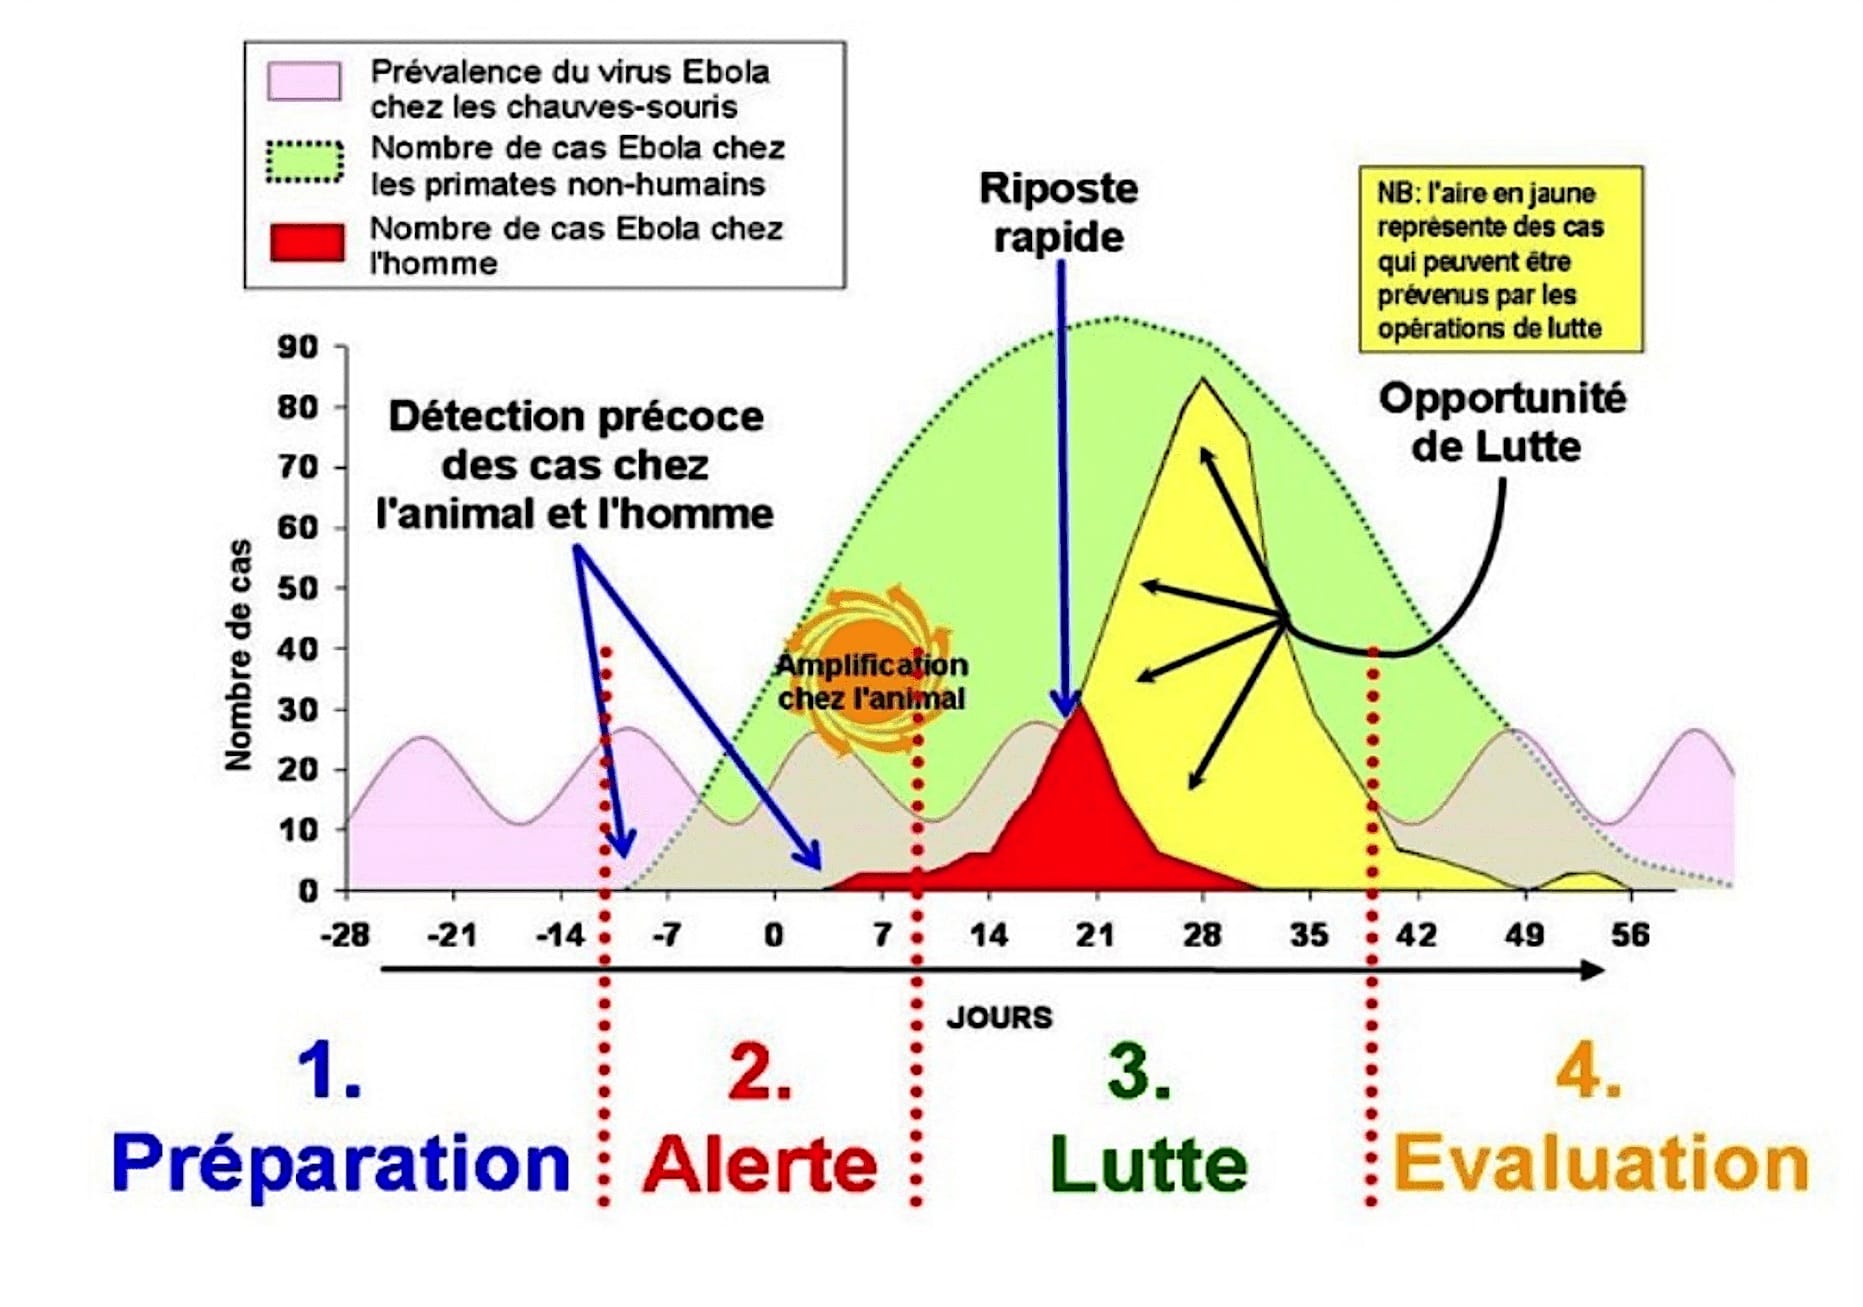 Prévalence du virus Ebola
chez les chauves-souris
Nombre de cas Ebola chez
les primates non-humains
Nombre de cas Ebola chez
l'homme
Riposte
rapide
NB: l'aire en jaune
représente des cas
qui peuvent être
prévenus par les
opérations de lutte
Opportunité
de Lutte
Détection précoce
des cas chez
l'animal et l'homme
Amplification
chez l'animal
Nombre de cas
90
80
70
60
50
40
30
20
10
0
-28 -21 -14 -7 0 7 14 21 28 35 42 49 56
JOURS
1. 2. 3. 4.
Préparation Alerte Lutte Evaluation